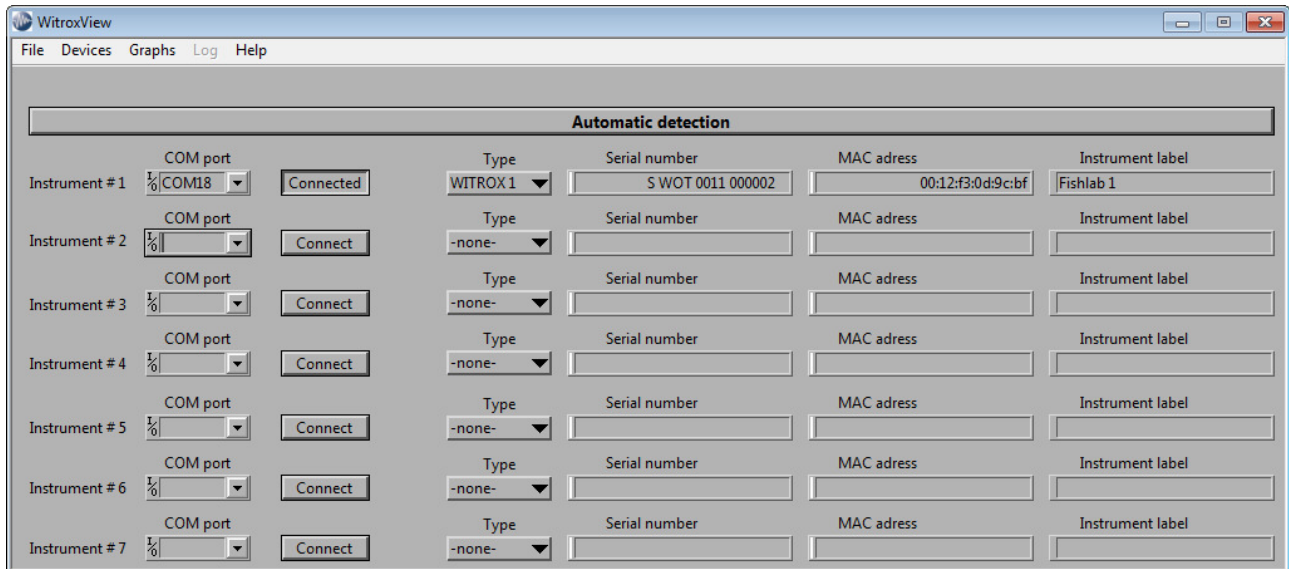 WitroxView
File Devices Graphs Log Help
Automatic detection
COM port Type Serial number MAC adress Instrument label
Instrument # 1 I/O COM18 Connected WITROX 1 S WOT 0011 000002 00:12:f3:0d:9c:bf Fishlab 1
COM port Type Serial number MAC adress Instrument label
Instrument # 2 I/O Connect -none-
COM port Type Serial number MAC adress Instrument label
Instrument # 3 I/O Connect -none-
COM port Type Serial number MAC adress Instrument label
Instrument # 4 I/O Connect -none-
COM port Type Serial number MAC adress Instrument label
Instrument # 5 I/O Connect -none-
COM port Type Serial number MAC adress Instrument label
Instrument # 6 I/O Connect -none-
COM port Type Serial number MAC adress Instrument label
Instrument # 7 I/O Connect -none-